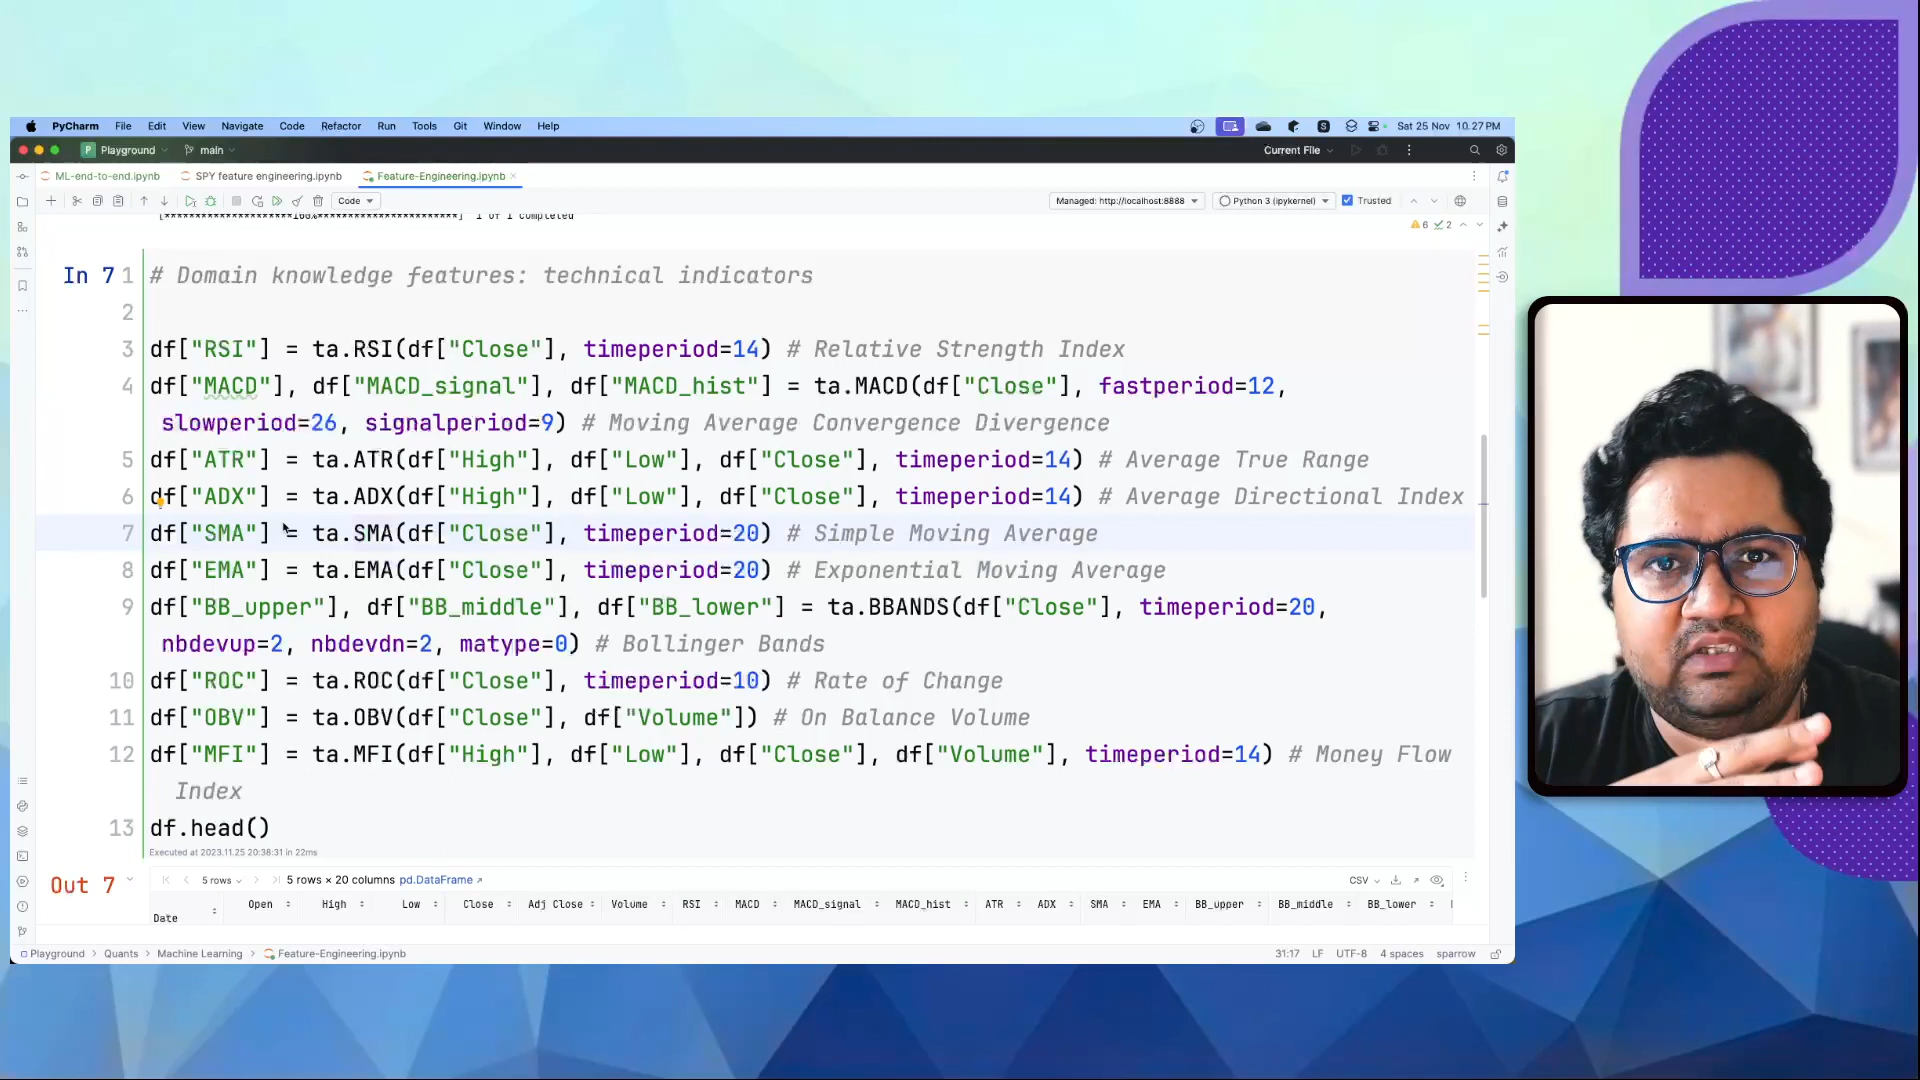 PyCharm File Edit View Navigate Code Refactor Run Tools Git Window Help
S Sat 25 Nov 10.27 PM
P Playground main Current File
ML-end-to-end.ipynb SPY feature engineering.ipynb Feature-Engineering.ipynb
Code Managed: http://localhost:8888 Python 3 (ipykernel) Trusted
[*********************100%***********************] 1 of 1 completed
6 2
In 7
1 # Domain knowledge features: technical indicators
2
3 df["RSI"] = ta.RSI(df["Close"], timeperiod=14) # Relative Strength Index
4 df["MACD"], df["MACD_signal"], df["MACD_hist"] = ta.MACD(df["Close"], fastperiod=12,
slowperiod=26, signalperiod=9) # Moving Average Convergence Divergence
5 df["ATR"] = ta.ATR(df["High"], df["Low"], df["Close"], timeperiod=14) # Average True Range
6 df["ADX"] = ta.ADX(df["High"], df["Low"], df["Close"], timeperiod=14) # Average Directional Index
7 df["SMA"] = ta.SMA(df["Close"], timeperiod=20) # Simple Moving Average
8 df["EMA"] = ta.EMA(df["Close"], timeperiod=20) # Exponential Moving Average
9 df["BB_upper"], df["BB_middle"], df["BB_lower"] = ta.BBANDS(df["Close"], timeperiod=20,
nbdevup=2, nbdevdn=2, matype=0) # Bollinger Bands
10 df["ROC"] = ta.ROC(df["Close"], timeperiod=10) # Rate of Change
11 df["OBV"] = ta.OBV(df["Close"], df["Volume"]) # On Balance Volume
12 df["MFI"] = ta.MFI(df["High"], df["Low"], df["Close"], df["Volume"], timeperiod=14) # Money Flow
Index
13 df.head()
Executed at 2023.11.25 20:38:31 in 22ms
Out 7
5 rows 5 rows × 20 columns pd.DataFrame CSV
Date Open High Low Close Adj Close Volume RSI MACD MACD_signal MACD_hist ATR ADX SMA EMA BB_upper BB_middle BB_lower
Playground > Quants > Machine Learning > Feature-Engineering.ipynb 31:17 LF UTF-8 4 spaces sparrow